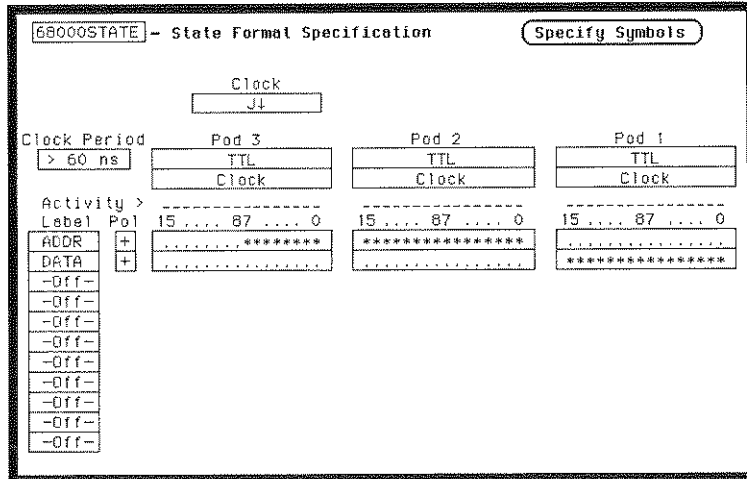 68000STATE – State Format Specification Specify Symbols
Clock
J↓
Clock Period Pod 3 Pod 2 Pod 1
> 60 ns TTL TTL TTL
Clock Clock Clock
Activity > ---------------- ---------------- ----------------
Label Pol 15 .... 87 .... 0 15 .... 87 .... 0 15 .... 87 .... 0
ADDR + ........******** **************** ................
DATA + ................ ................ ****************
-Off-
-Off-
-Off-
-Off-
-Off-
-Off-
-Off-
-Off-
-Off-